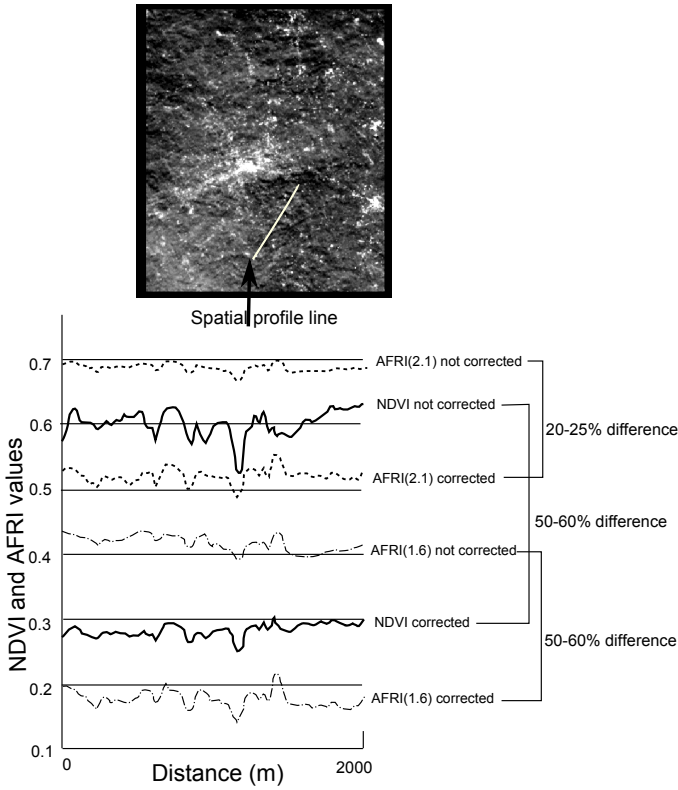 Spatial profile line
0.7
AFRI(2.1) not corrected
NDVI not corrected
0.6
20-25% difference
AFRI(2.1) corrected
0.5
50-60% difference
AFRI(1.6) not corrected
0.4
NDVI and AFRI values
0.3
NDVI corrected
50-60% difference
0.2
AFRI(1.6) corrected
0.1
0
Distance (m)
2000